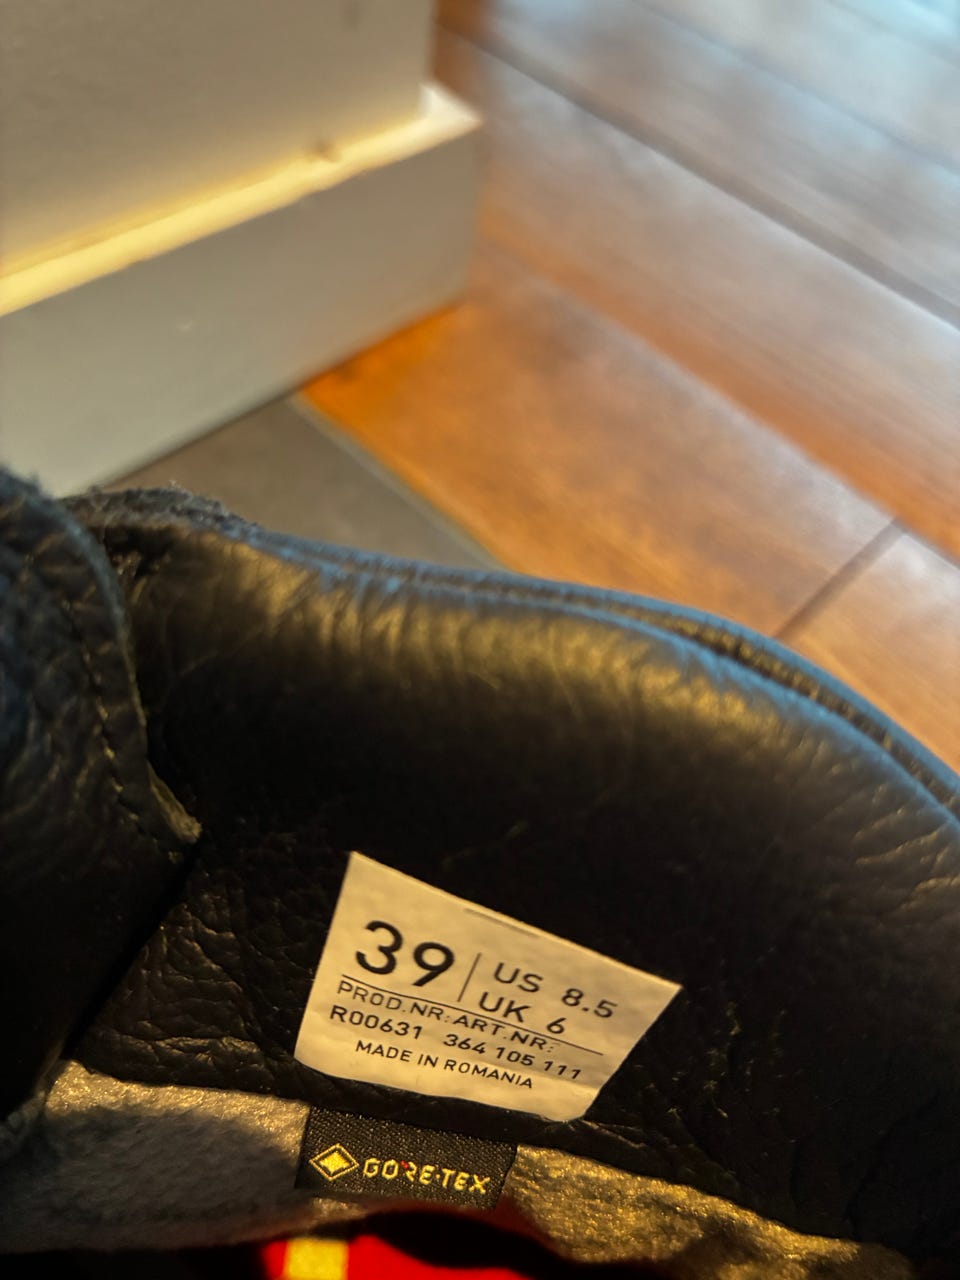 39 | US 8.5
UK 6
PROD.NR: ART.NR:
R00631 364 105 111
MADE IN ROMANIA
GORE-TEX